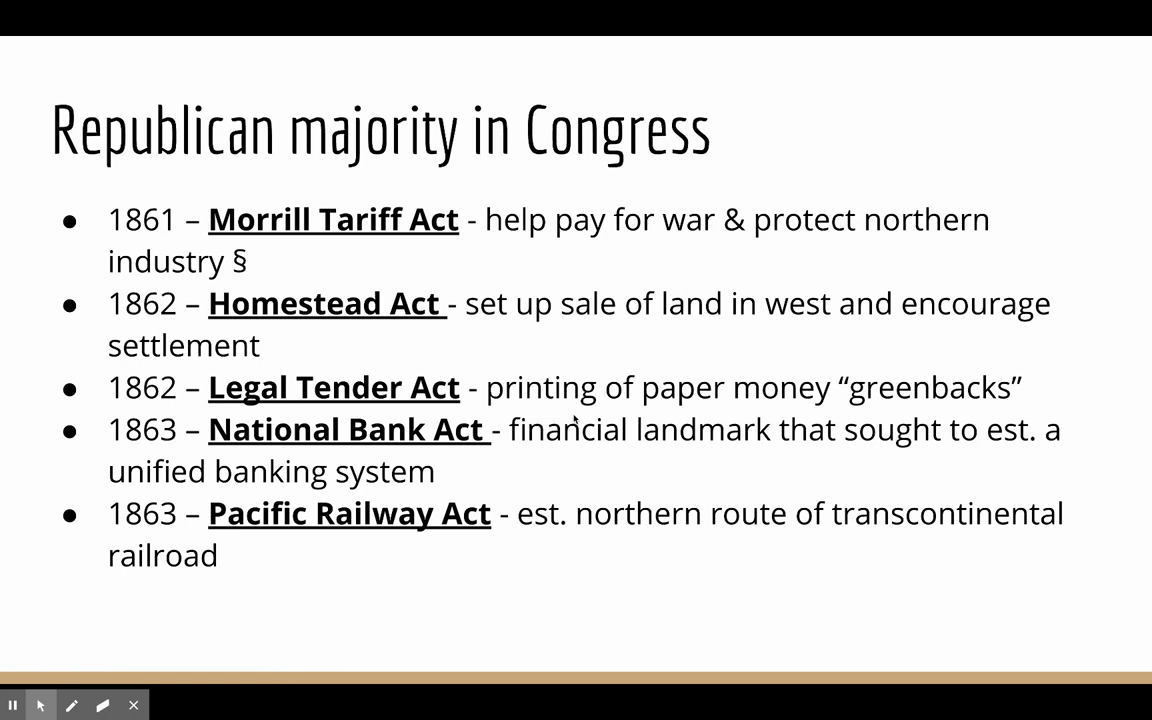 Republican majority in Congress
● 1861 – Morrill Tariff Act - help pay for war & protect northern
industry §
● 1862 – Homestead Act - set up sale of land in west and encourage
settlement
● 1862 – Legal Tender Act - printing of paper money “greenbacks”
● 1863 – National Bank Act - financial landmark that sought to est. a
unified banking system
● 1863 – Pacific Railway Act - est. northern route of transcontinental
railroad